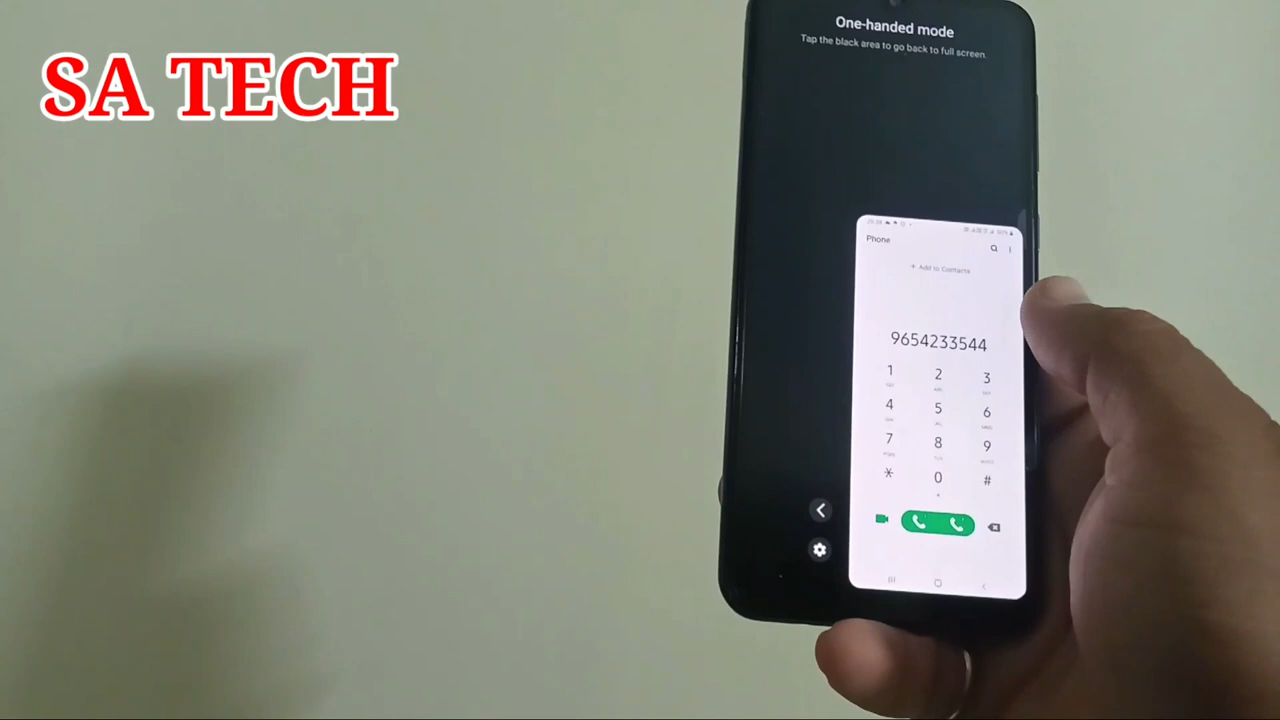 SA TECH
One-handed mode
Tap the black area to go back to full screen.
Phone
+ Add to Contacts
9654233544
1 2 3
4 5 6
7 8 9
* 0 #